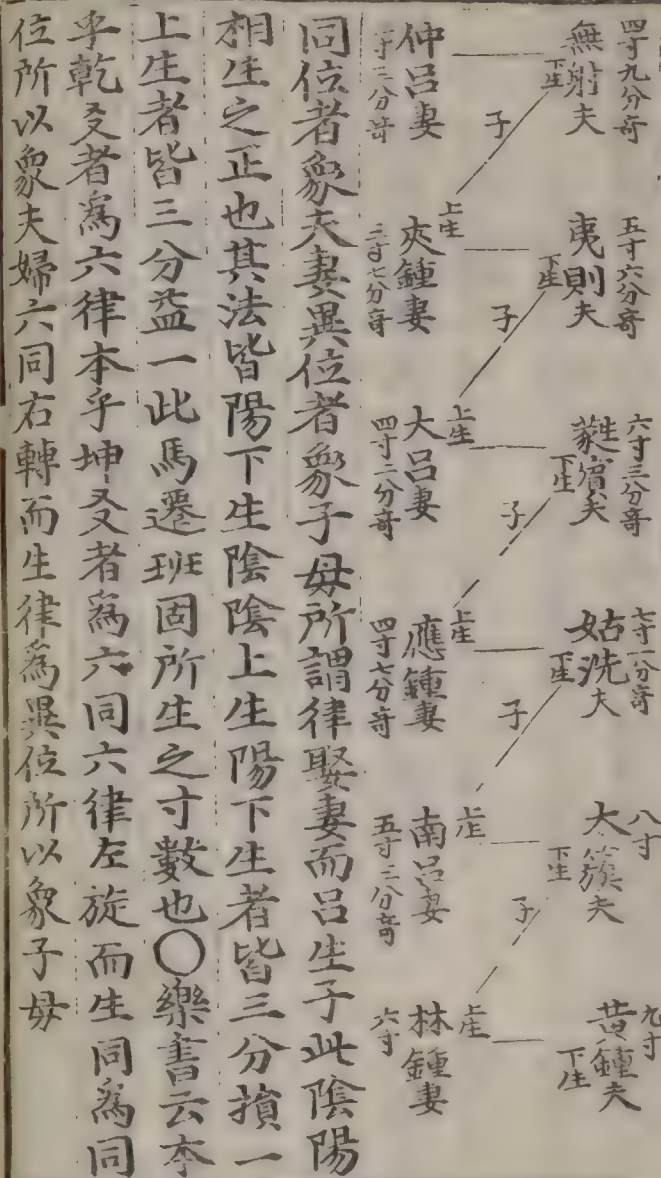 四寸九分奇 五寸六分奇 六寸三分奇 七寸一分奇 八寸 九寸
無射夫 夷則夫 蕤賓夫 姑洗夫 太簇夫 黃鍾夫
下生 下生 下生 下生 下生 下生
子 子 子 子 子
上生 上生 上生 上生 上生
仲呂妻 夾鍾妻 大呂妻 應鍾妻 南呂妻 林鍾妻
三寸三分奇 三寸七分奇 四寸二分奇 四寸七分奇 五寸三分奇 六寸
同位者象夫妻異位者象子母所謂律娶妻而呂生子此陰陽
相生之正也其法皆陽下生陰陰上生陽下生者皆三分損一
上生者皆三分益一此馬遷班固所生之寸數也○樂書云本
乎乾爻者爲六律本乎坤爻者爲六同六律左旋而生同爲同
位所以象夫婦六同右轉而生律爲異位所以象子母